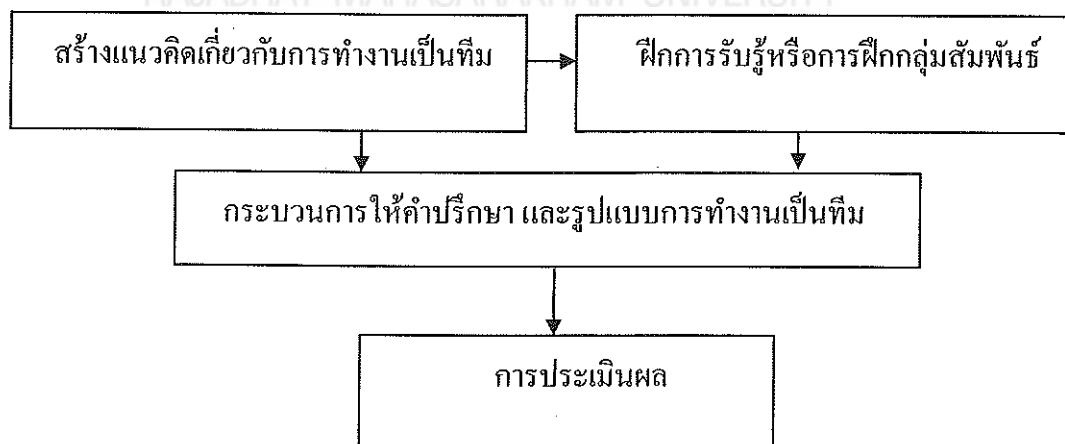 RAJABHAT MAHASARAKHAM UNIVERSITY
สร้างแนวคิดเกี่ยวกับการทำงานเป็นทีม
ฝึกการรับรู้หรือการฝึกกลุ่มสัมพันธ์
กระบวนการให้คำปรึกษา และรูปแบบการทำงานเป็นทีม
การประเมินผล